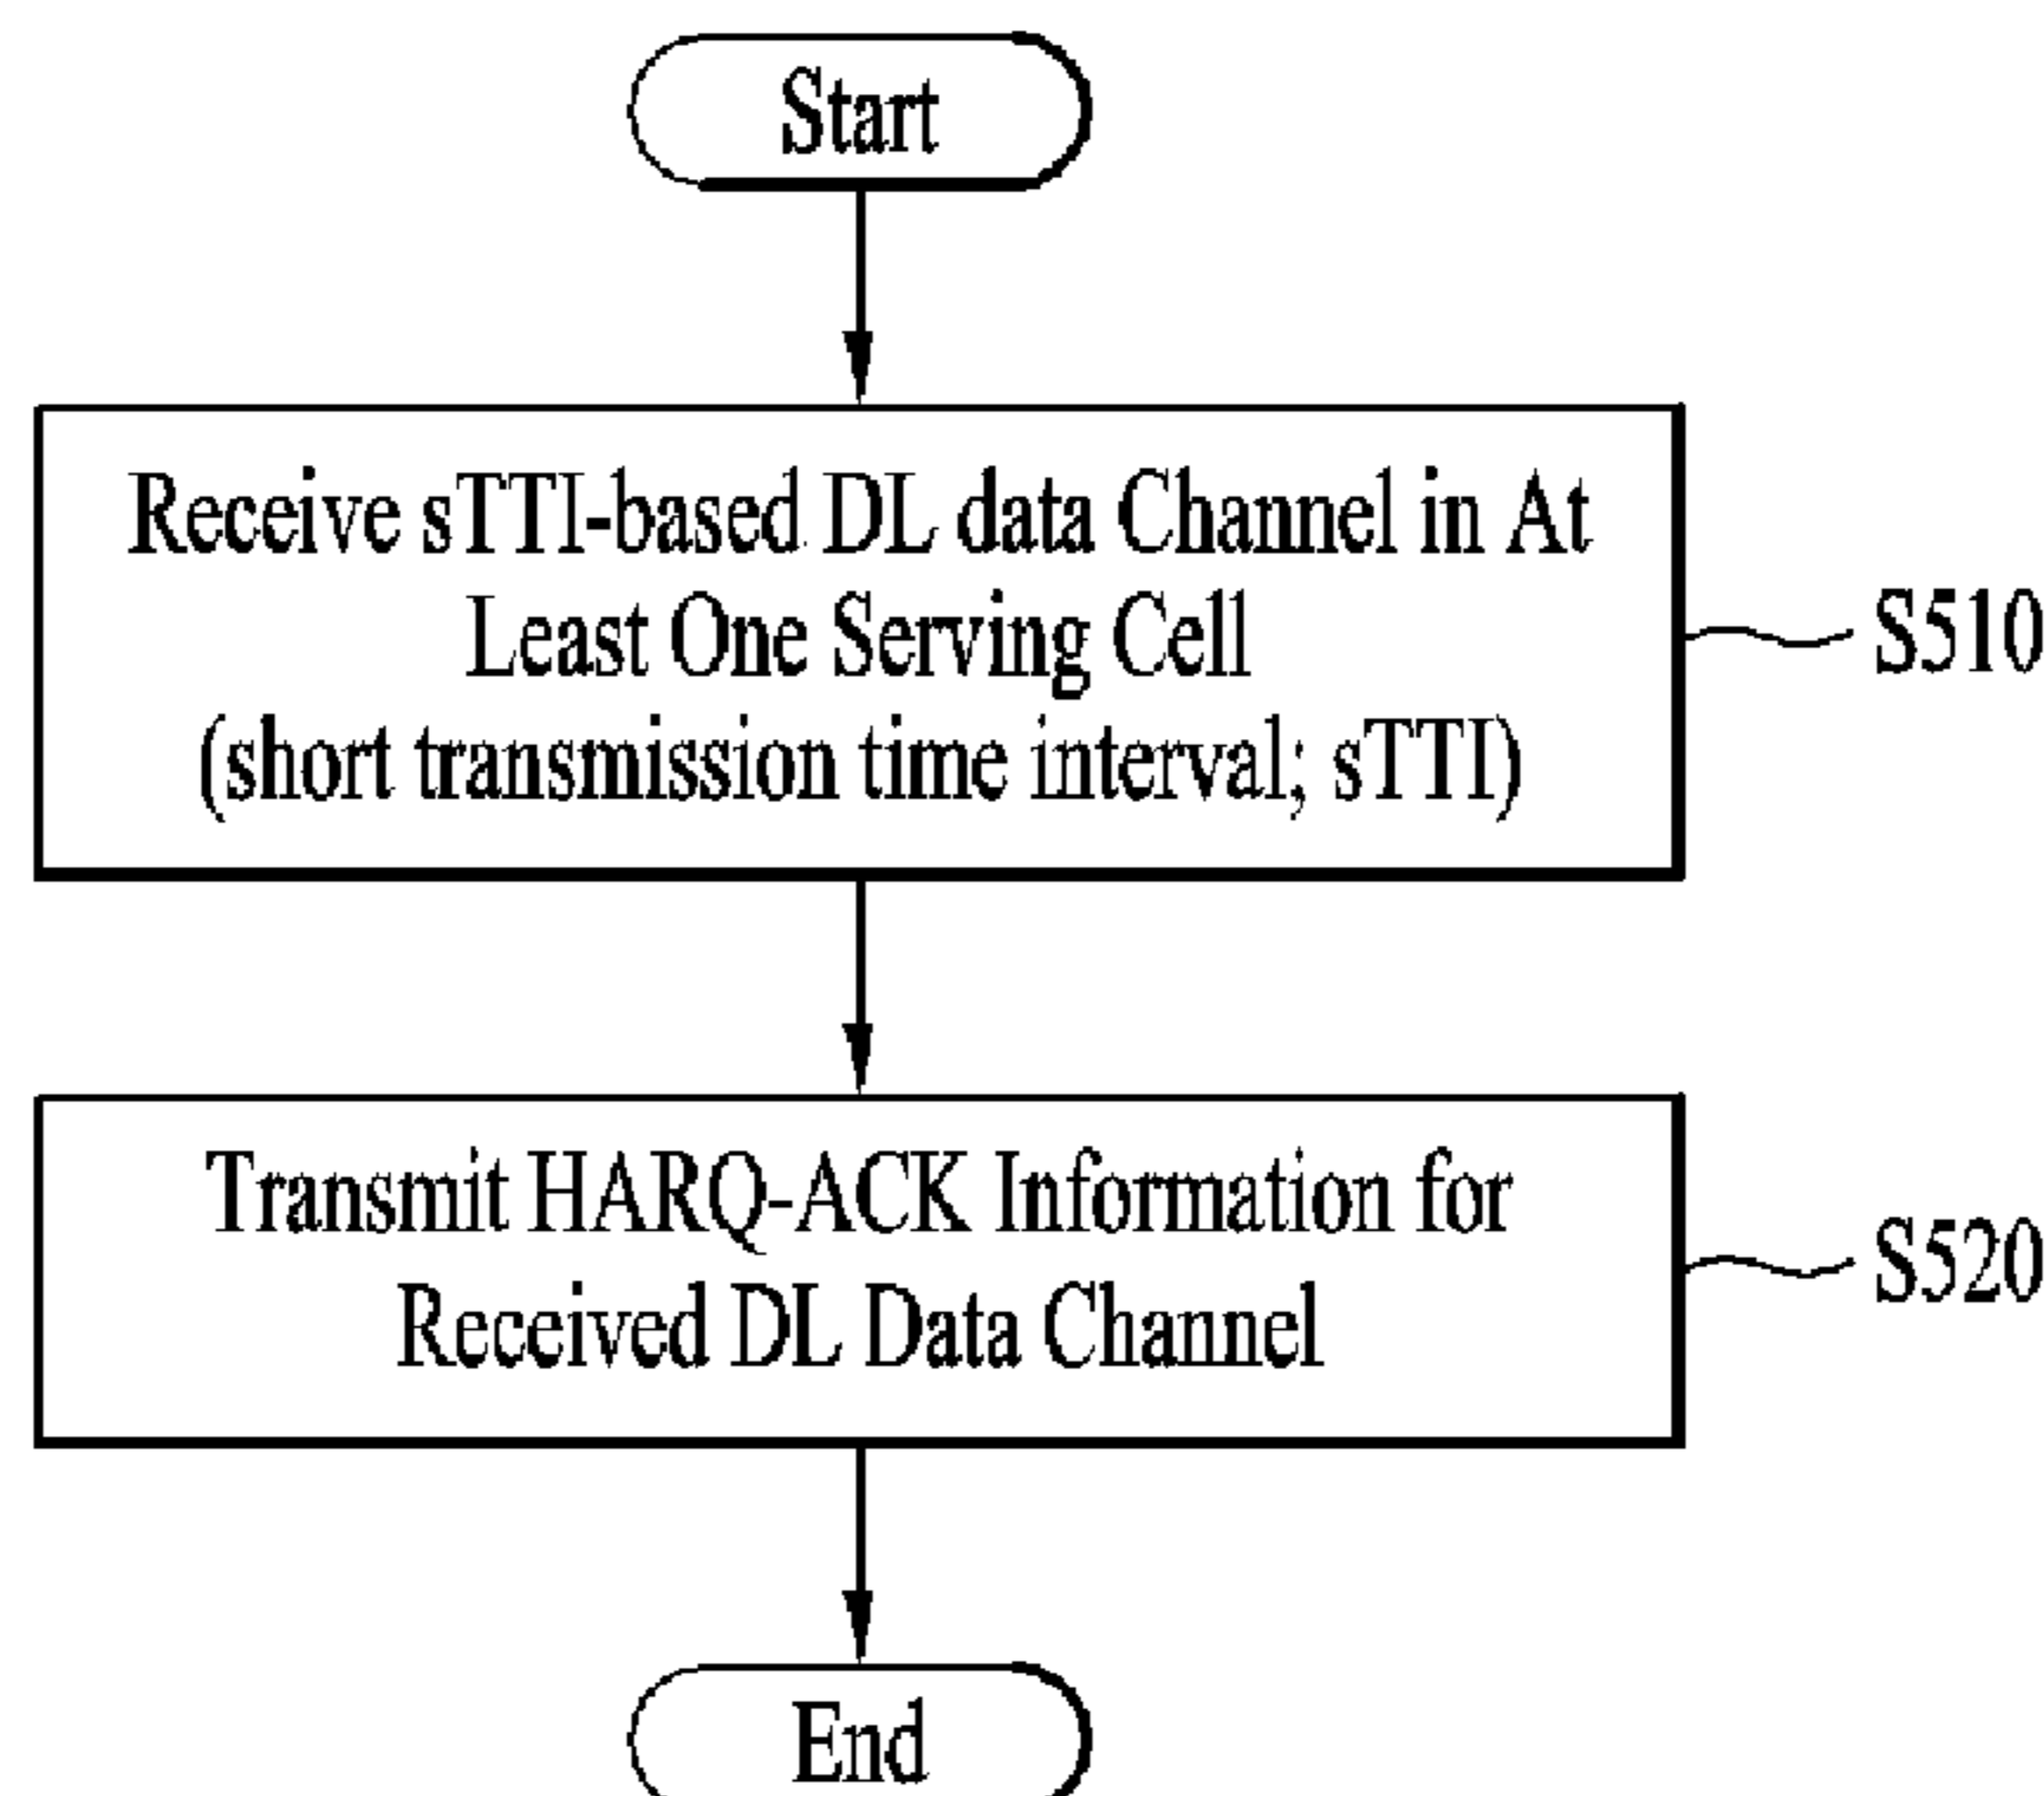 Start
Receive sTTI-based DL data Channel in At
Least One Serving Cell
(short transmission time interval; sTTI)
S510
Transmit HARQ-ACK Information for
Received DL Data Channel
S520
End